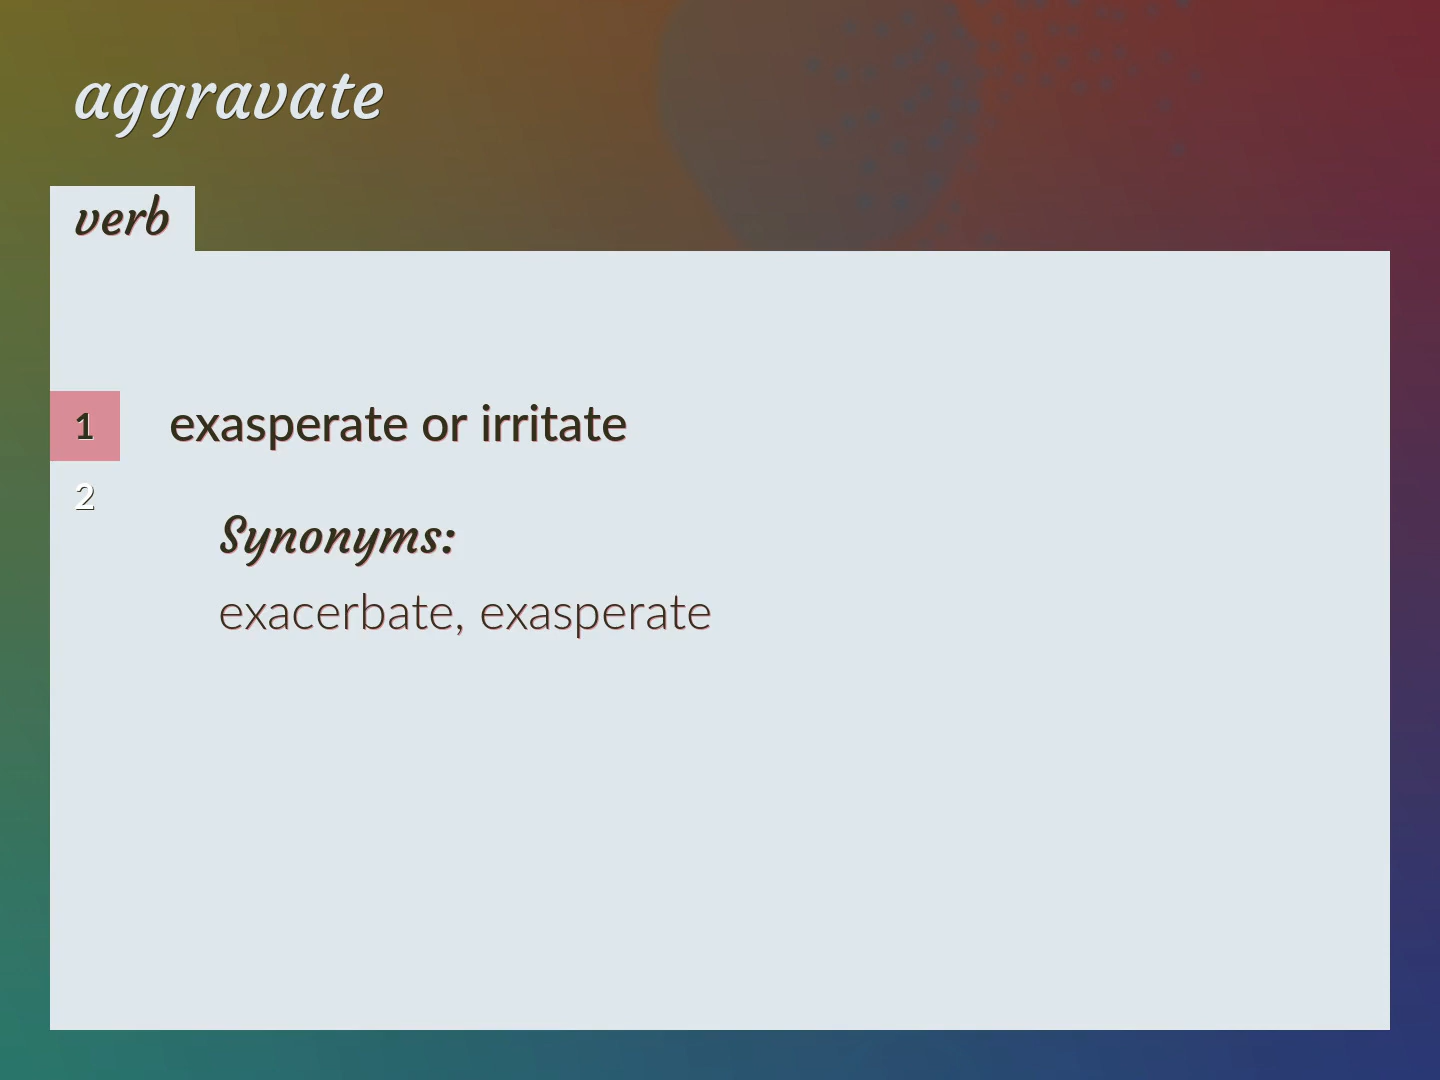 aggravate
verb
1 exasperate or irritate
2
Synonyms:
exacerbate, exasperate